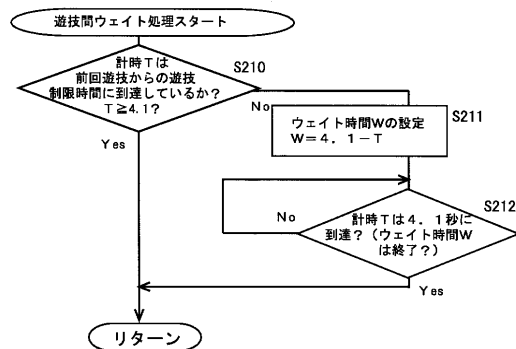 遊技間ウェイト処理スタート
計時Tは
前回遊技からの遊技
制限時間に到達しているか?
T≧4.1?
S210
No
Yes
S211
ウェイト時間Wの設定
W=4.1-T
S212
計時Tは4.1秒に
到達?(ウェイト時間W
は終了?)
No
Yes
リターン